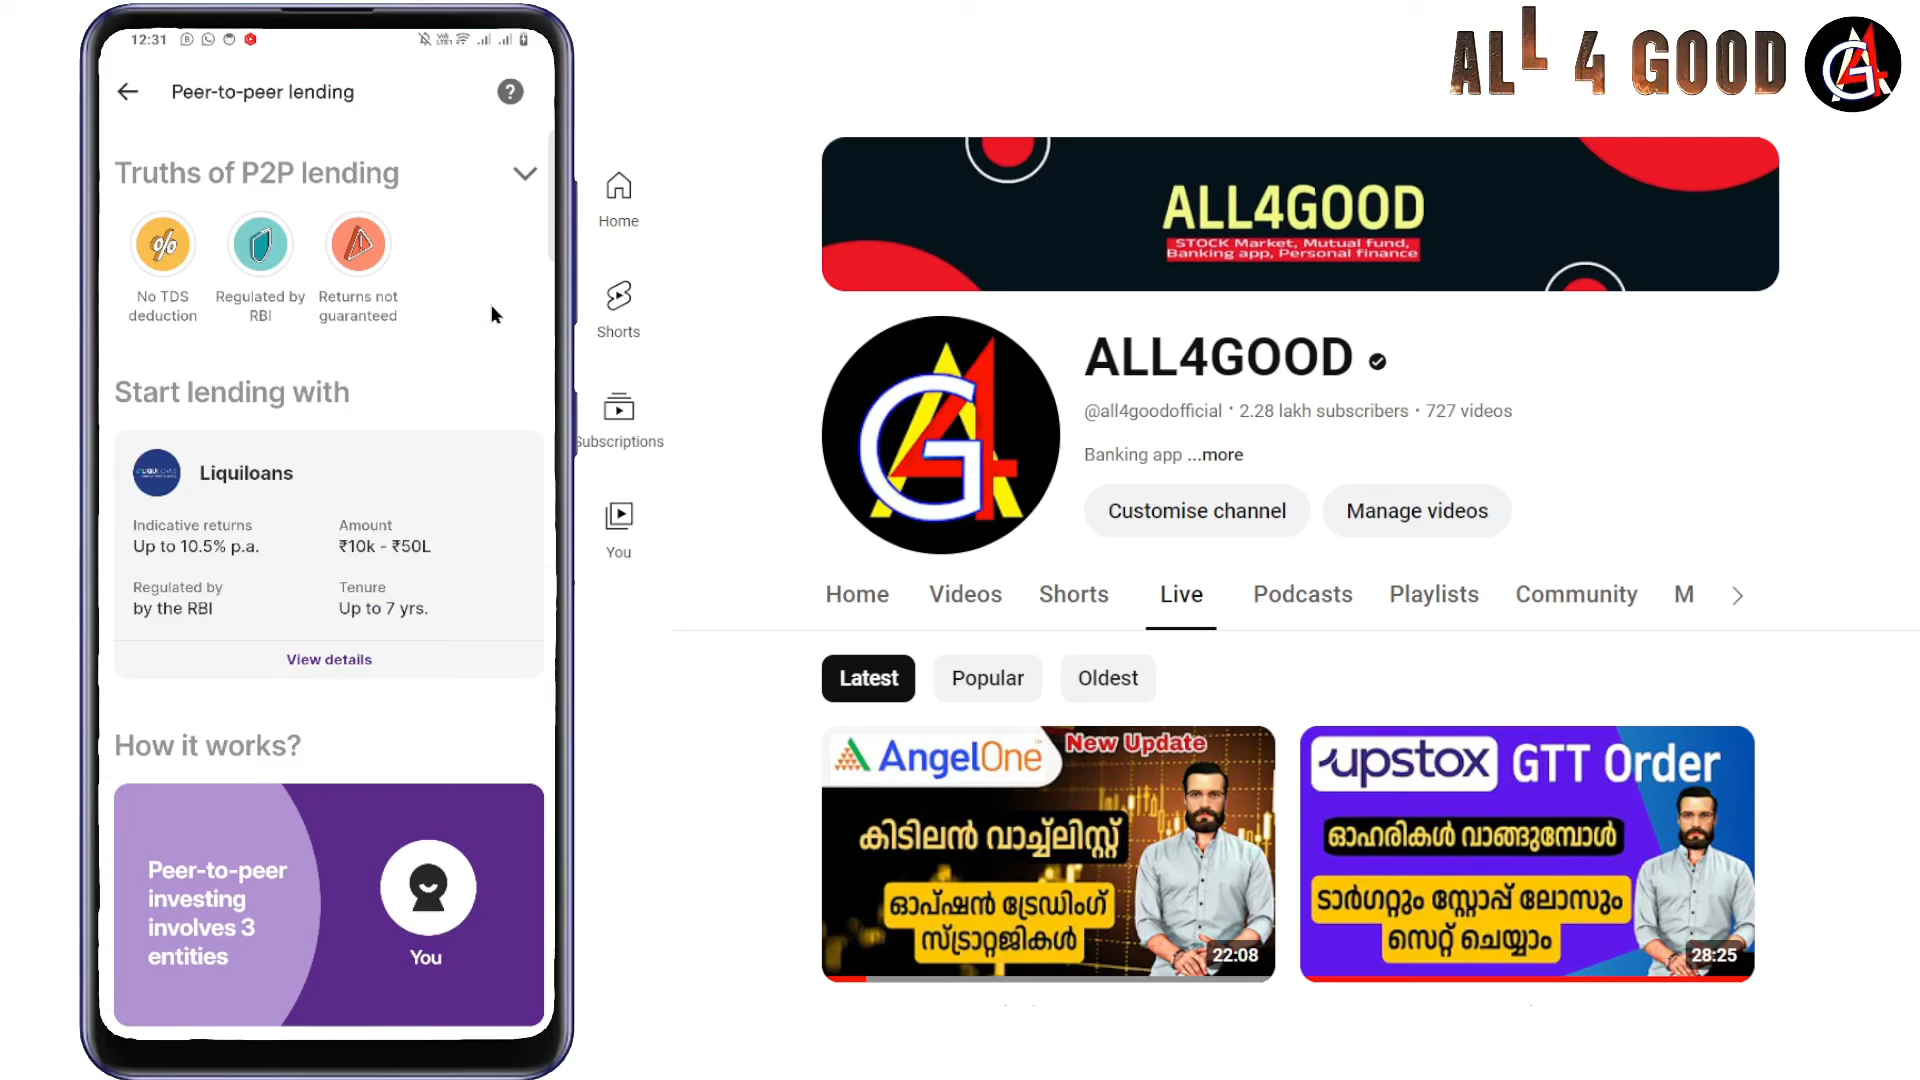 12:31
Peer-to-peer lending
?
Truths of P2P lending
No TDS
deduction
Regulated by
RBI
Returns not
guaranteed
Start lending with
Liquiloans
Indicative returns
Up to 10.5% p.a.
Amount
₹10k - ₹50L
Regulated by
by the RBI
Tenure
Up to 7 yrs.
View details
How it works?
Peer-to-peer
investing
involves 3
entities
You
Home
Shorts
Subscriptions
You
ALL 4 GOOD
ALL4GOOD
STOCK Market, Mutual fund,
Banking app, Personal finance
ALL4GOOD
@all4goodofficial • 2.28 lakh subscribers • 727 videos
Banking app ...more
Customise channel
Manage videos
Home Videos Shorts Live Podcasts Playlists Community M
Latest Popular Oldest
AngelOne
New Update
കിടിലൻ വാച്ച്ലിസ്റ്റ്
ഓപ്ഷൻ ട്രേഡിംഗ്
സ്ട്രാറ്റജികൾ
22:08
upstox GTT Order
ഓഹരികൾ വാങ്ങുമ്പോൾ
ടാർഗറ്റും സ്റ്റോപ്പ് ലോസും
സെറ്റ് ചെയ്യാം
28:25